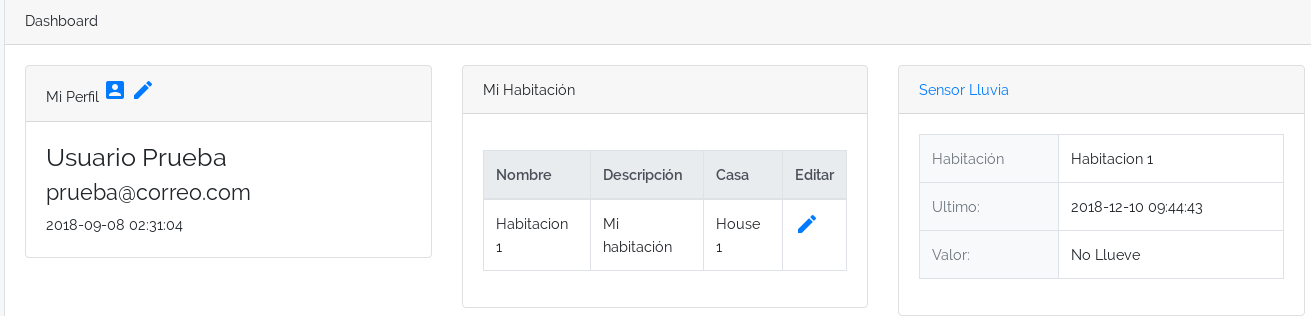 Dashboard
Mi Perfil
Usuario Prueba
prueba@correo.com
2018-09-08 02:31:04
Mi Habitación
Nombre Descripción Casa Editar
Habitacion Mi House
1 habitación 1
Sensor Lluvia
Habitación Habitacion 1
Ultimo: 2018-12-10 09:44:43
Valor: No Llueve